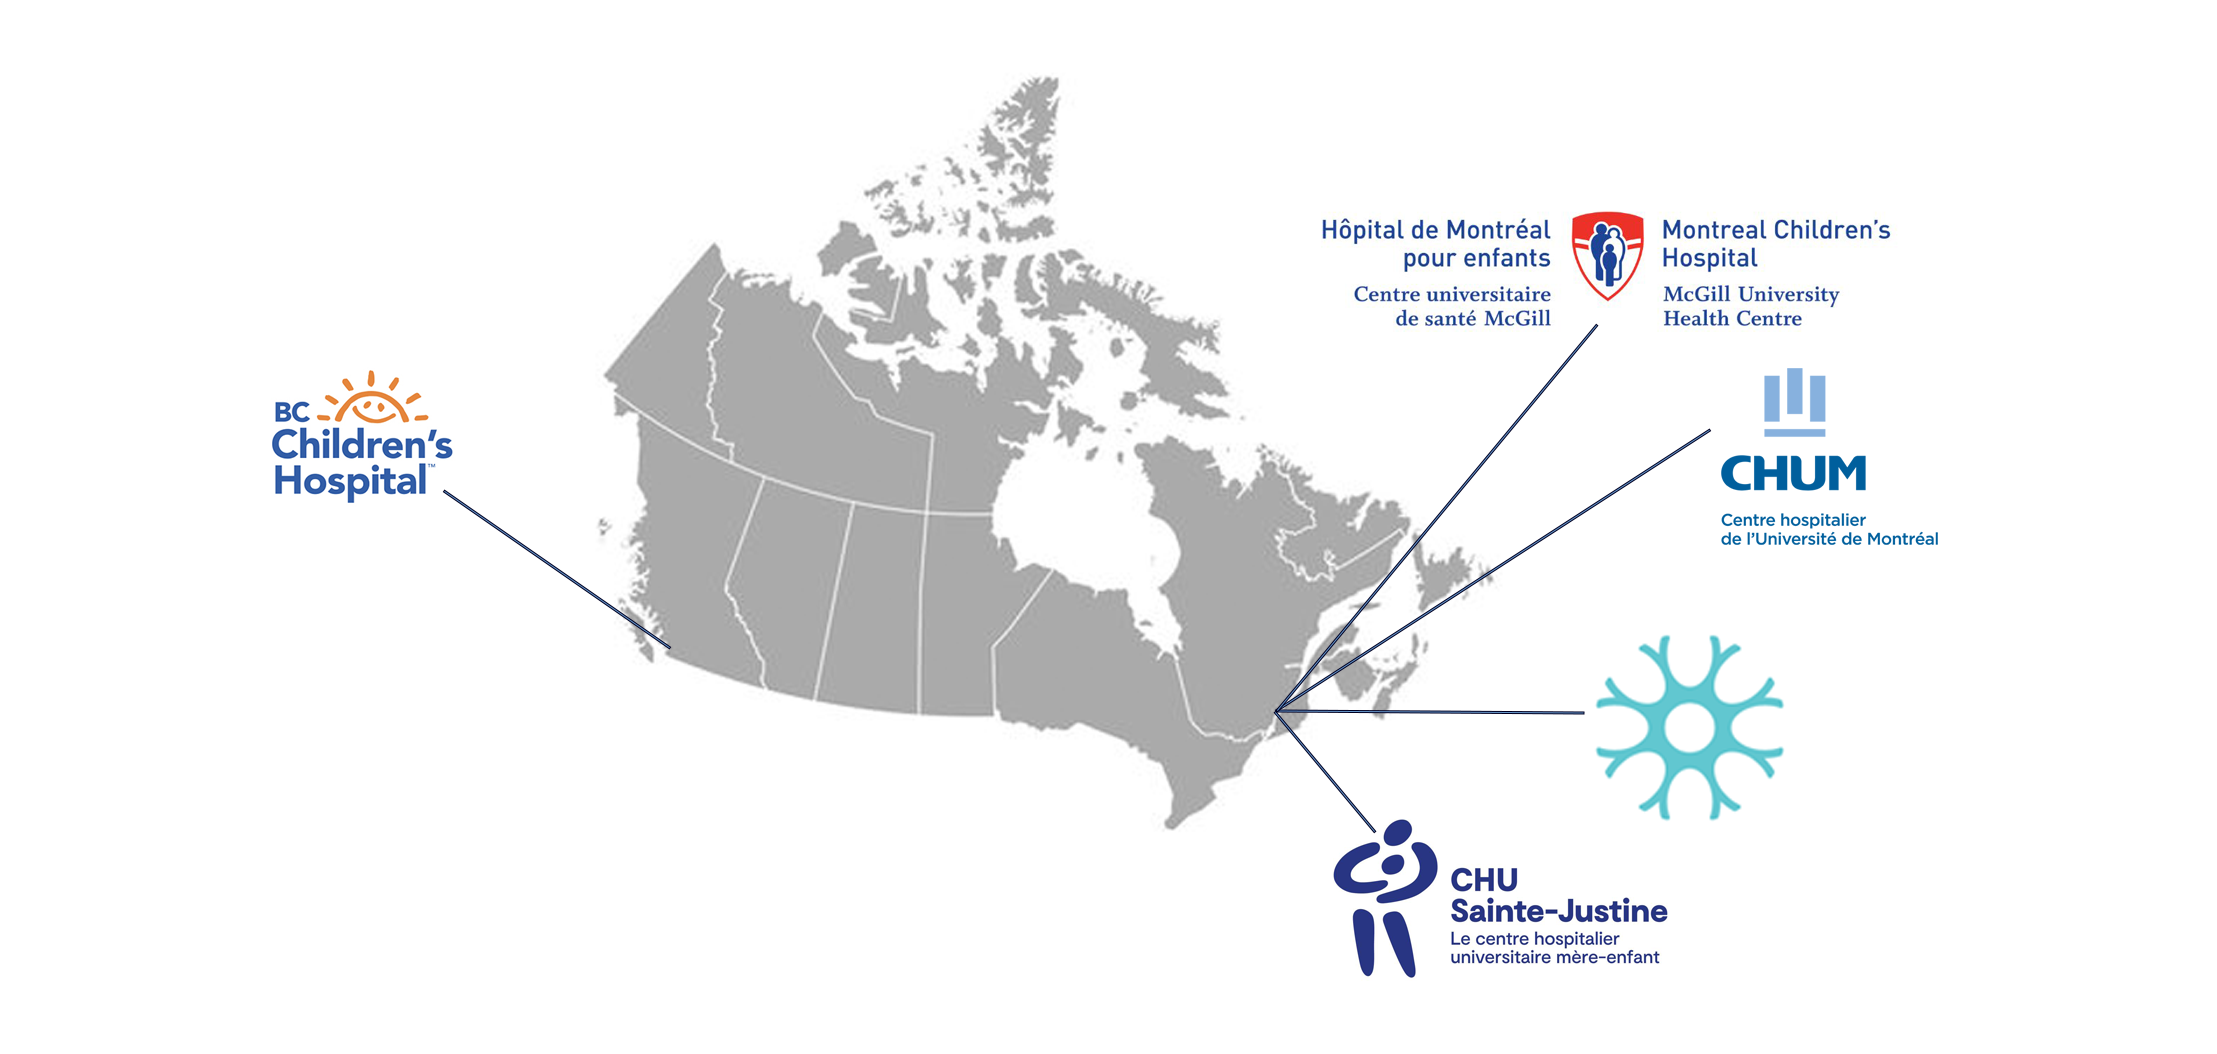 Hôpital de Montréal
pour enfants
Centre universitaire
de santé McGill
Montreal Children's
Hospital
McGill University
Health Centre
BC
Children's
Hospital™
CHUM
Centre hospitalier
de l'Université de Montréal
CHU
Sainte-Justine
Le centre hospitalier
universitaire mère-enfant